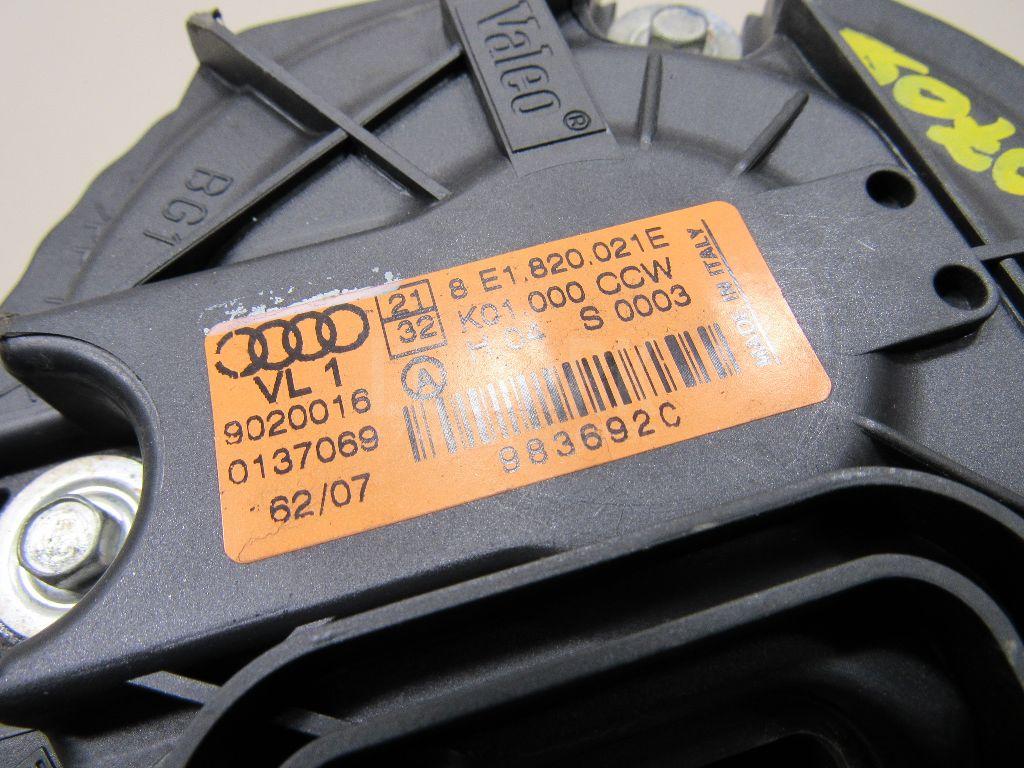 Valeo®
BG1
21
32
8 E1.820.021E
K01 000 CCW
H 04 S 0003
MADE IN ITALY
VL 1
A
9020016
0137069
62/07
983692C